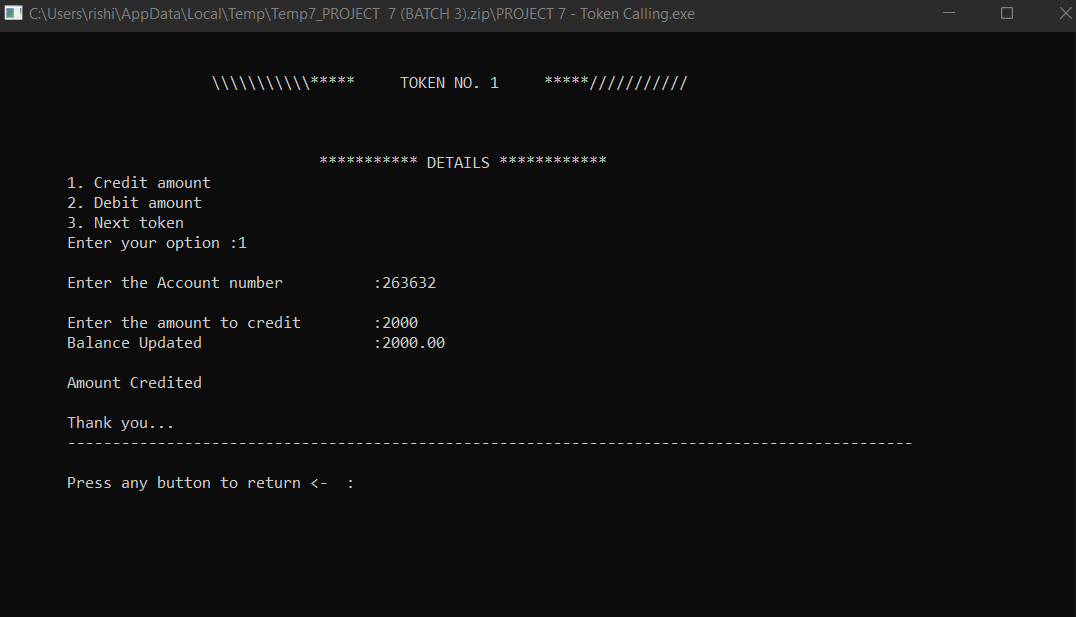 C:\Users\rishi\AppData\Local\Temp\Temp7_PROJECT  7 (BATCH 3).zip\PROJECT 7 - Token Calling.exe
\\\\\\\\\\\*****     TOKEN NO. 1     *****///////////
*********** DETAILS ************
1. Credit amount
2. Debit amount
3. Next token
Enter your option :1
Enter the Account number          :263632
Enter the amount to credit        :2000
Balance Updated                   :2000.00
Amount Credited
Thank you...
----------------------------------------------------------------------------------------------
Press any button to return <-  :